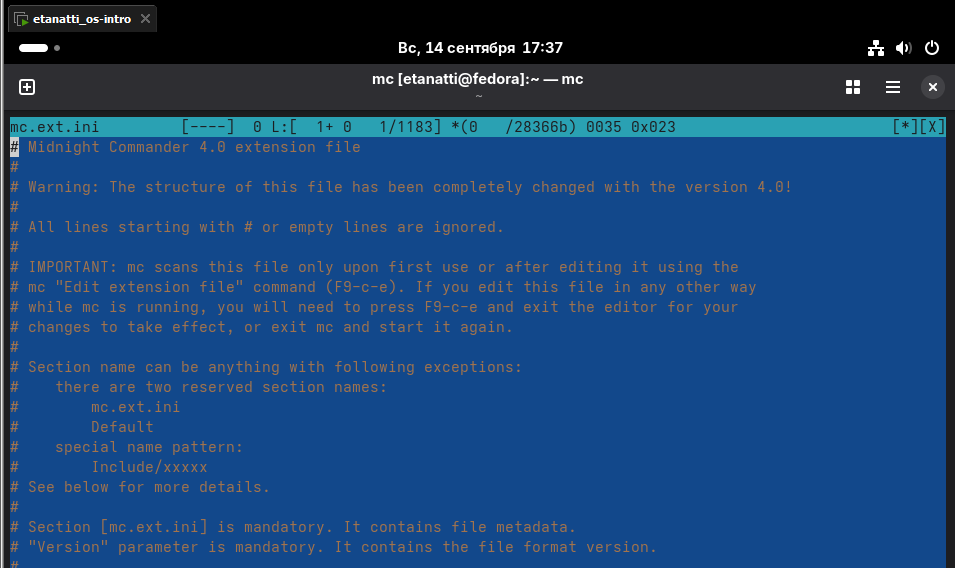 etanatti_os-intro
Вс, 14 сентября 17:37
mc [etanatti@fedora]:~ — mc
~
mc.ext.ini         [----]  0 L:[  1+ 0   1/1183] *(0   /28366b) 0035 0x023                        [*][X]
# Midnight Commander 4.0 extension file
#
# Warning: The structure of this file has been completely changed with the version 4.0!
#
# All lines starting with # or empty lines are ignored.
#
# IMPORTANT: mc scans this file only upon first use or after editing it using the
# mc "Edit extension file" command (F9-c-e). If you edit this file in any other way
# while mc is running, you will need to press F9-c-e and exit the editor for your
# changes to take effect, or exit mc and start it again.
#
# Section name can be anything with following exceptions:
#    there are two reserved section names:
#        mc.ext.ini
#        Default
#    special name pattern:
#        Include/xxxxx
# See below for more details.
#
# Section [mc.ext.ini] is mandatory. It contains file metadata.
# "Version" parameter is mandatory. It contains the file format version.
#